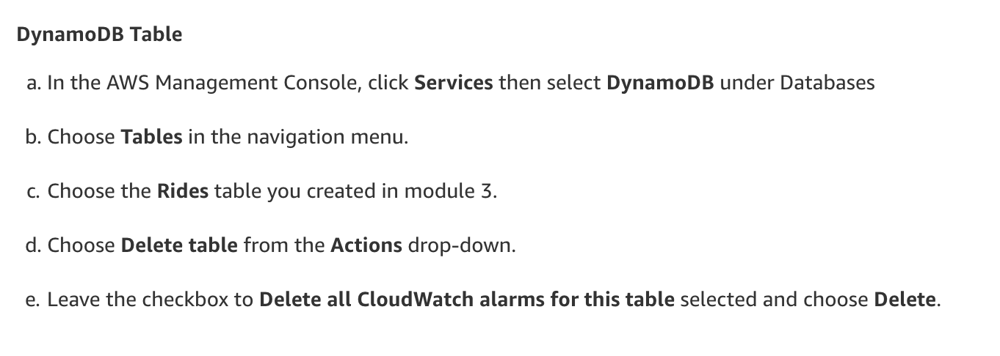 DynamoDB Table
a. In the AWS Management Console, click Services then select DynamoDB under Databases
b. Choose Tables in the navigation menu.
c. Choose the Rides table you created in module 3.
d. Choose Delete table from the Actions drop-down.
e. Leave the checkbox to Delete all CloudWatch alarms for this table selected and choose Delete.